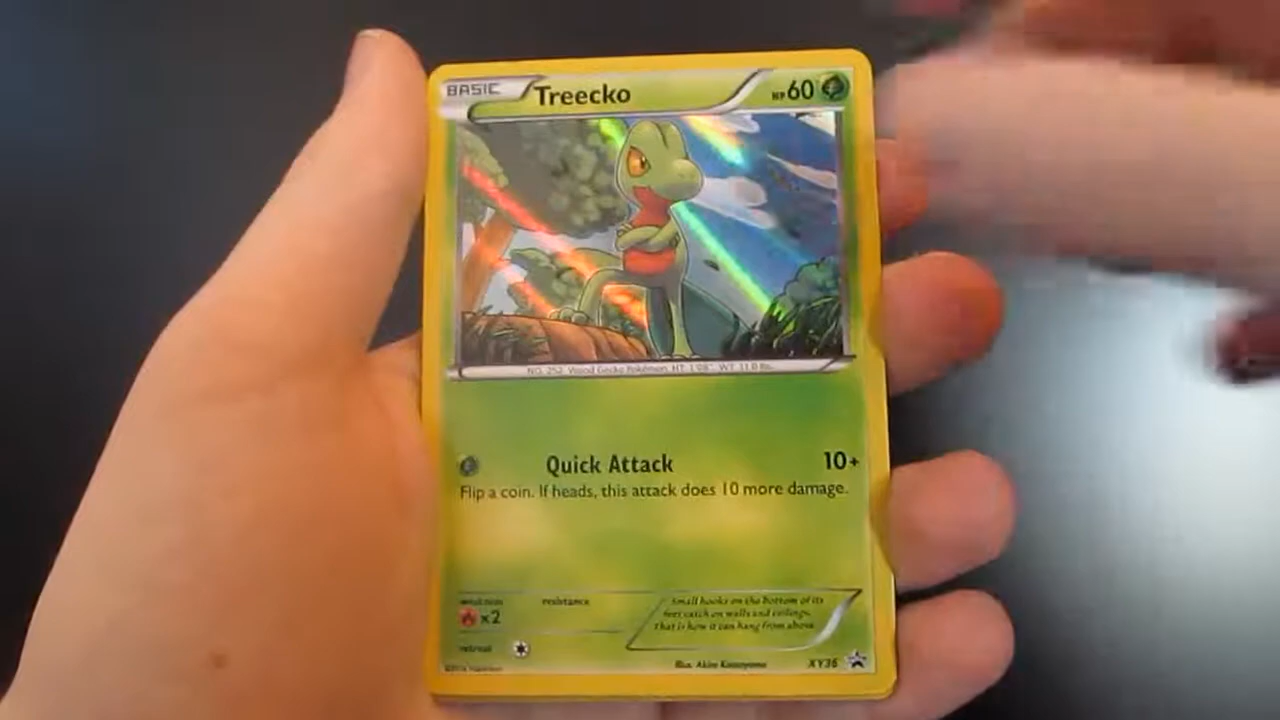 BASIC Treecko HP 60
NO. 252 Wood Gecko Pokémon HT: 1'08" WT: 11.0 lbs.
Quick Attack 10+
Flip a coin. If heads, this attack does 10 more damage.
weakness resistance
×2
Small hooks on the bottom of its
feet catch on walls and ceilings.
That is how it can hang from above.
retreat
Illus. Akira Komayama XY36